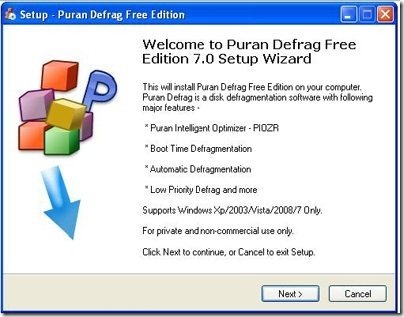 Setup - Puran Defrag Free Edition
Welcome to Puran Defrag Free
Edition 7.0 Setup Wizard
This will install Puran Defrag Free Edition on your computer.
Puran Defrag is a disk defragmentation software with following
major features -
* Puran Intelligent Optimizer - PIOZR
* Boot Time Defragmentation
* Automatic Defragmentation
* Low Priority Defrag and more
Supports Windows Xp/2003/Vista/2008/7 Only.
For private and non-commercial use only.
Click Next to continue, or Cancel to exit Setup.
Next >
Cancel
P